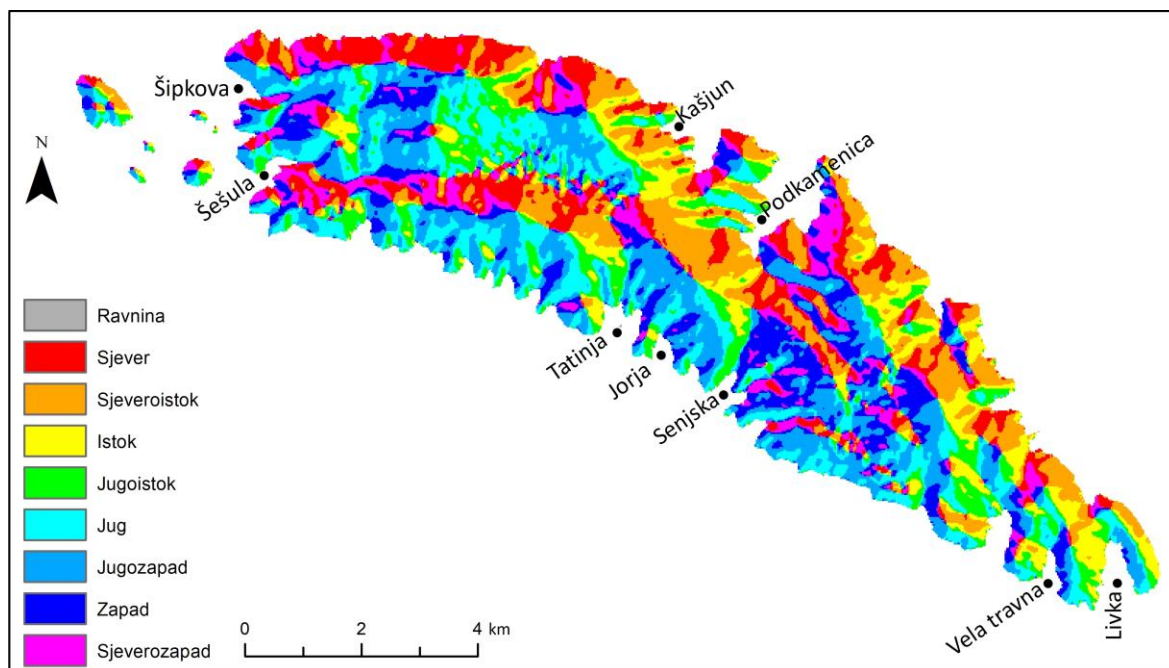 Šipkova
Kašjun
N
Šešula
Podkamenica
Ravnina
Sjever
Sjeveroistok
Istok
Jugoistok
Jug
Jugozapad
Zapad
Sjeverozapad
Tatinja
Jorja
Senjska
Vela travna
Livka
0 2 4 km